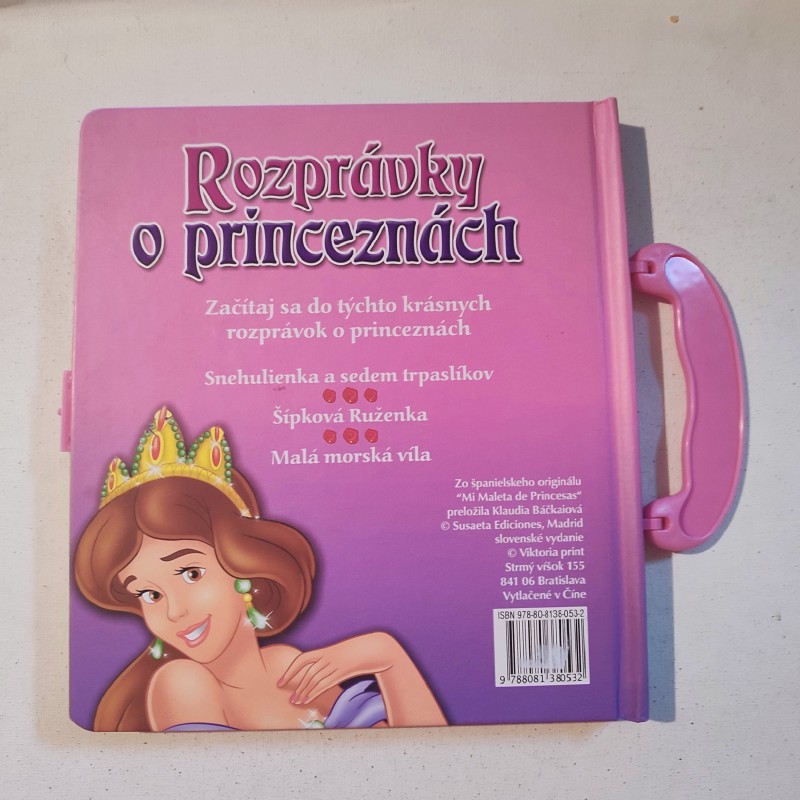 Rozprávky
o princeznách
Začítaj sa do týchto krásnych
rozprávok o princeznách
Snehulienka a sedem trpaslíkov
Šípková Ruženka
Malá morská víla
Zo španielskeho originálu
“Mi Maleta de Princesas“
preložila Klaudia Báčkaiová
© Susaeta Ediciones, Madrid
slovenské vydanie
© Viktoria print
Strmý vŕšok 155
841 06 Bratislava
Vytlačené v Číne
ISBN 978-80-8138-053-2
9 788081 380532